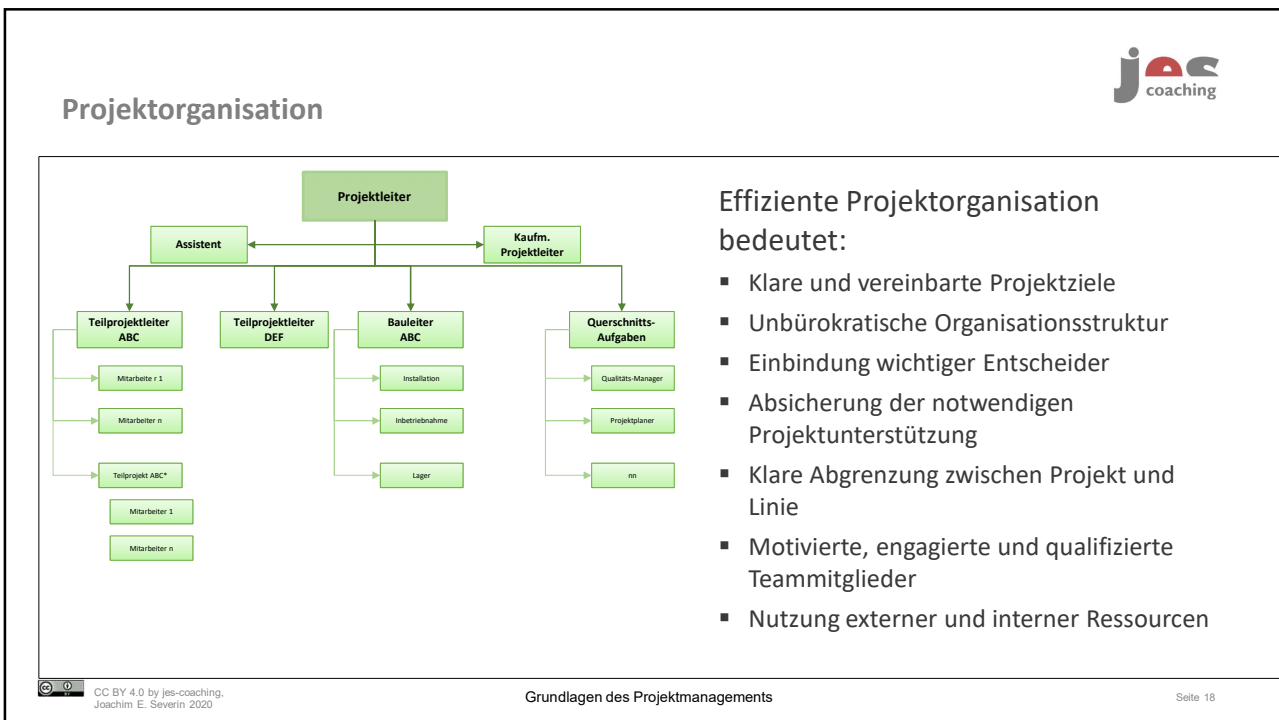 jes
coaching
Projektorganisation
Projektleiter
Assistent
Kaufm.
Projektleiter
Teilprojektleiter
ABC
Teilprojektleiter
DEF
Bauleiter
ABC
Querschnitts-
Aufgaben
Mitarbeite r 1
Mitarbeiter n
Teilprojekt ABC*
Mitarbeiter 1
Mitarbeiter n
Installation
Inbetriebnahme
Lager
Qualitäts-Manager
Projektplaner
nn
Effiziente Projektorganisation
bedeutet:
▪ Klare und vereinbarte Projektziele
▪ Unbürokratische Organisationsstruktur
▪ Einbindung wichtiger Entscheider
▪ Absicherung der notwendigen
Projektunterstützung
▪ Klare Abgrenzung zwischen Projekt und
Linie
▪ Motivierte, engagierte und qualifizierte
Teammitglieder
▪ Nutzung externer und interner Ressourcen
cc
BY
CC BY 4.0 by jes-coaching,
Joachim E. Severin 2020
Grundlagen des Projektmanagements
Seite 18